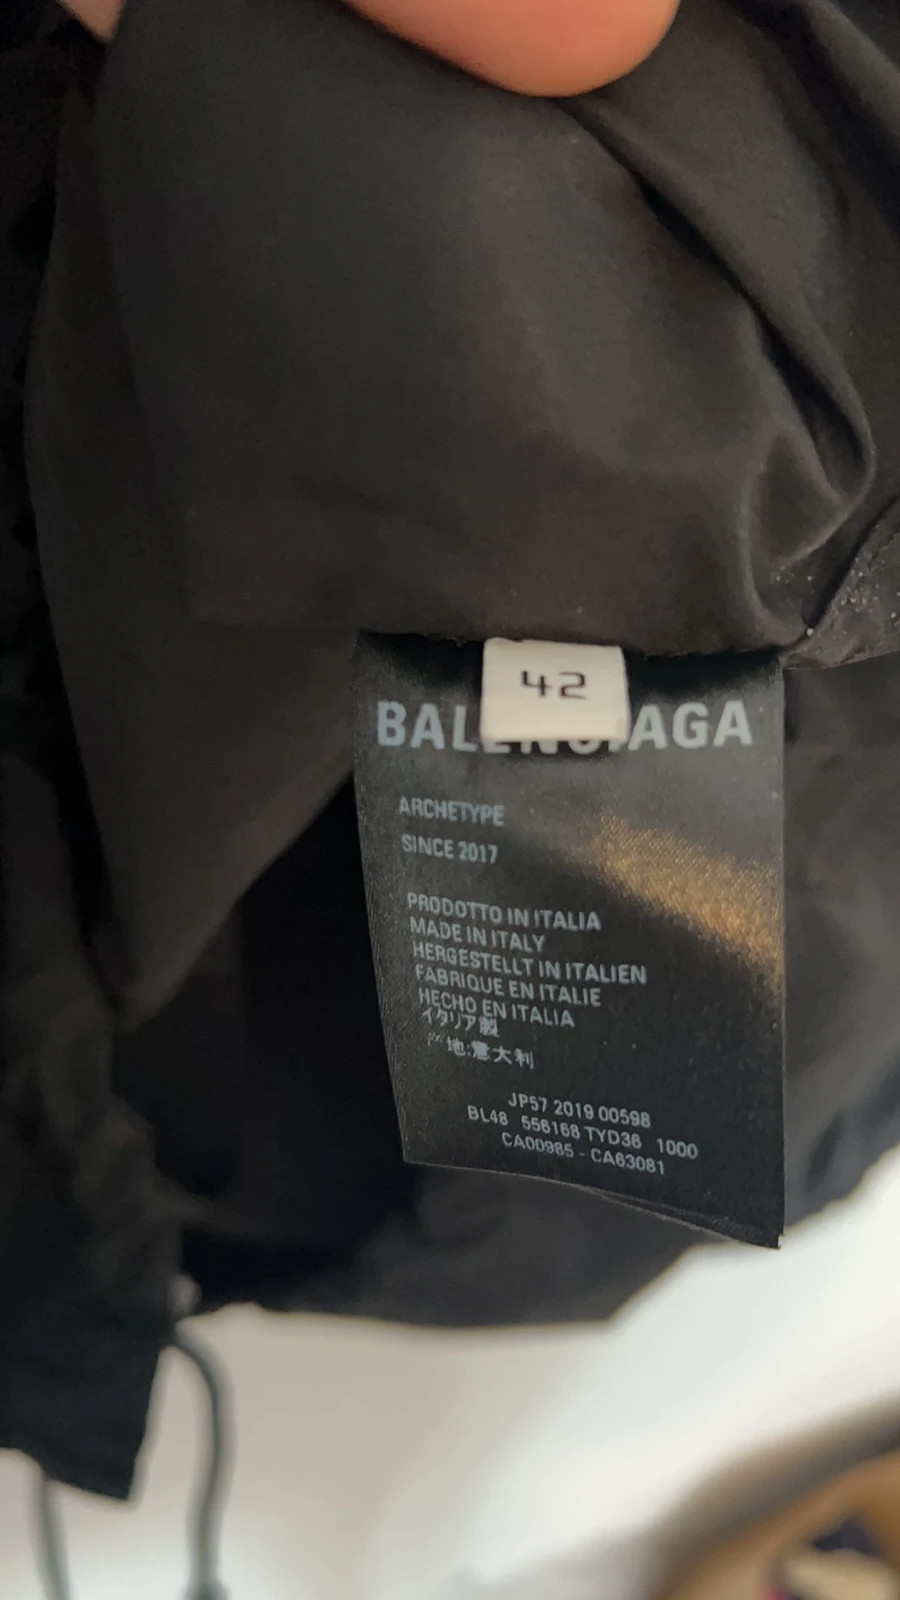 42
BALENCIAGA
ARCHETYPE
SINCE 2017
PRODOTTO IN ITALIA
MADE IN ITALY
HERGESTELLT IN ITALIEN
FABRIQUE EN ITALIE
HECHO EN ITALIA
イタリア製
产地:意大利
JP57 2019 00598
BL48 556168 TYD36 1000
CA00985 - CA63081